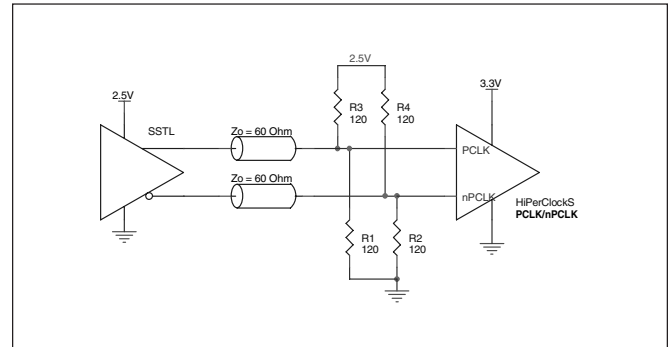 2.5V
SSTL
Zo = 60 Ohm
Zo = 60 Ohm
2.5V
R3
120
R4
120
R1
120
R2
120
3.3V
PCLK
nPCLK
HiPerClockS
PCLK/nPCLK